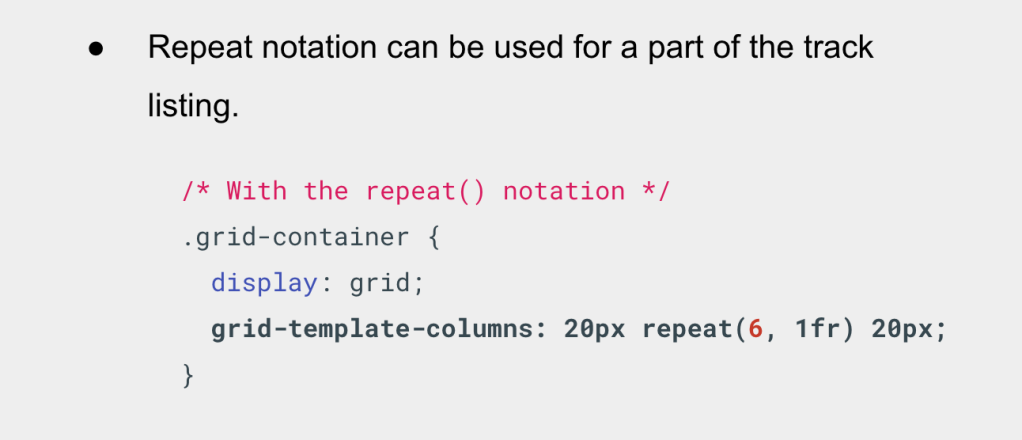 ● Repeat notation can be used for a part of the track
listing.
/* With the repeat() notation */
.grid-container {
display: grid;
grid-template-columns: 20px repeat(6, 1fr) 20px;
}